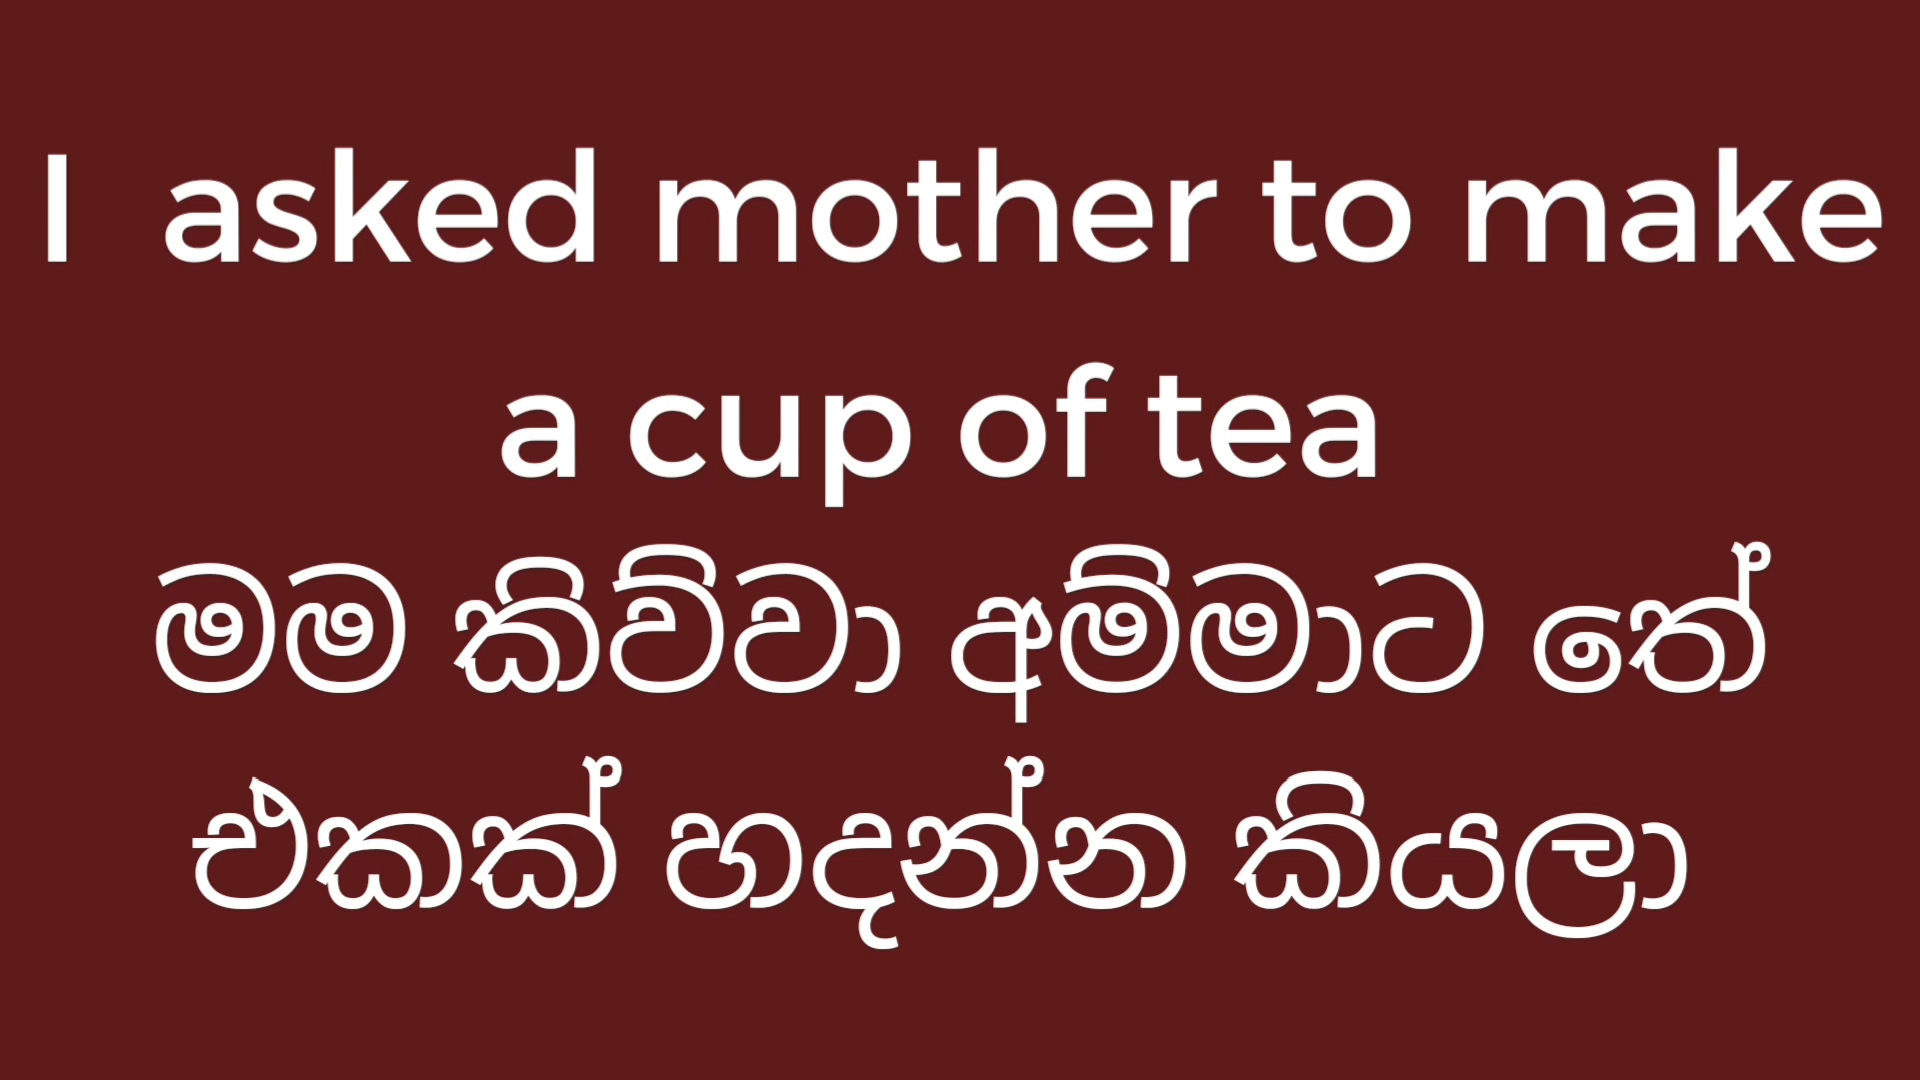 I  asked mother to make
a cup of tea
මම කිව්වා අම්මාට තේ
එකක් හදන්න කියලා